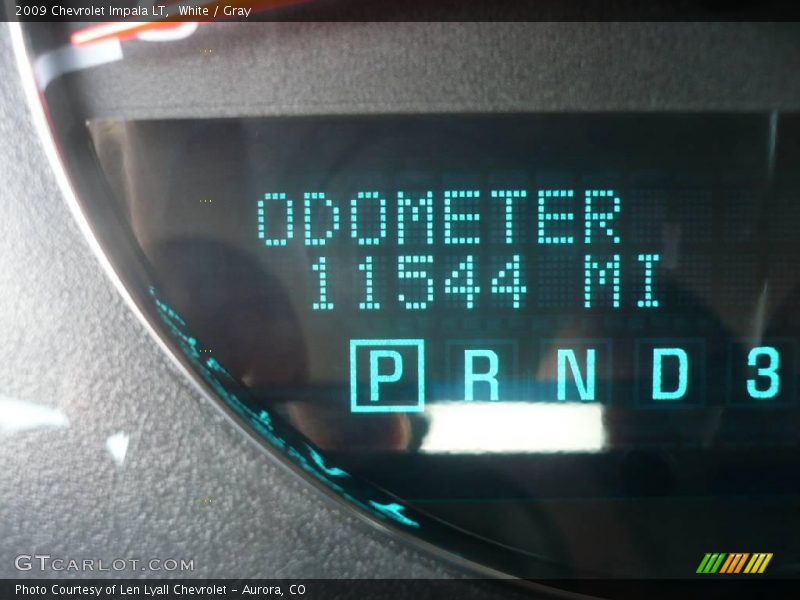 2009 Chevrolet Impala LT,  White / Gray
ODOMETER
11544 MI
P R N D 3
GTCARLOT.COM
Photo Courtesy of Len Lyall Chevrolet - Aurora, CO